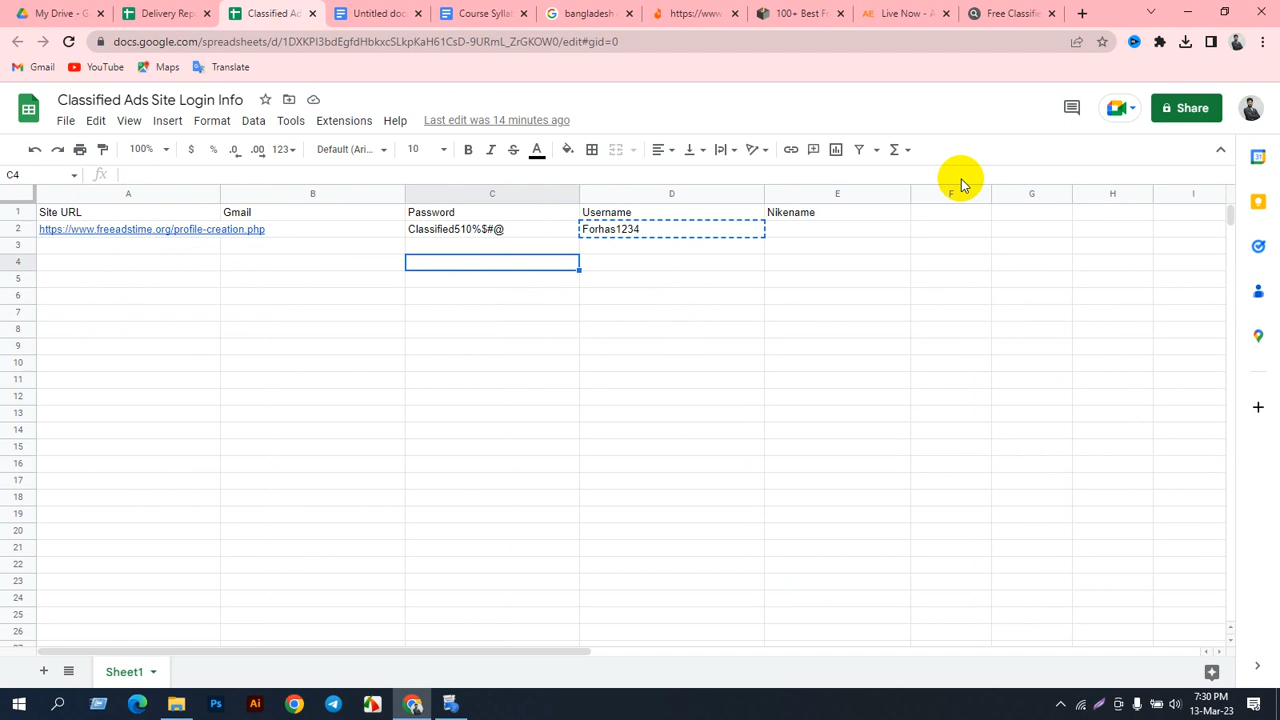 My Drive - G
Delivery Rep
Classified Ad
Untitled doc
Course Syllat
bangladesh
https://www
100+ Best Fr
Live Now - A
Free Classifie
docs.google.com/spreadsheets/d/1DXKPI3bdEgfdHbkxcSLkpKaH61CsD-9URmL_ZrGKOW0/edit#gid=0
Gmail
YouTube
Maps
Translate
Classified Ads Site Login Info
Share
File
Edit
View
Insert
Format
Data
Tools
Extensions
Help
Last edit was 14 minutes ago
100%
$
%
.0
.00
123
Default (Ari...
10
B
I
S
A
C4
fx
A B C D E F G H I
1 Site URL Gmail Password Username Nikename
2 https://www.freeadstime.org/profile-creation.php Classified510%$#@ Forhas1234
3
4
5
6
7
8
9
10
11
12
13
14
15
16
17
18
19
20
21
22
23
24
25
26
Sheet1
7:30 PM
13-Mar-23